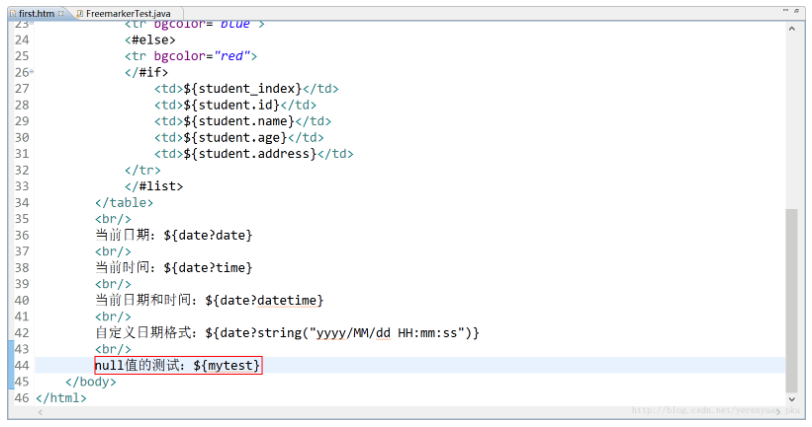 first.htm FreemarkerTest.java
23 <tr bgcolor="blue">
24 <#else>
25 <tr bgcolor="red">
26 </#if>
27 <td>${student_index}</td>
28 <td>${student.id}</td>
29 <td>${student.name}</td>
30 <td>${student.age}</td>
31 <td>${student.address}</td>
32 </tr>
33 </#list>
34 </table>
35 <br/>
36 当前日期：${date?date}
37 <br/>
38 当前时间：${date?time}
39 <br/>
40 当前日期和时间：${date?datetime}
41 <br/>
42 自定义日期格式：${date?string("yyyy/MM/dd HH:mm:ss")}
43 <br/>
44 null值的测试：${mytest}
45 </body>
46 </html>